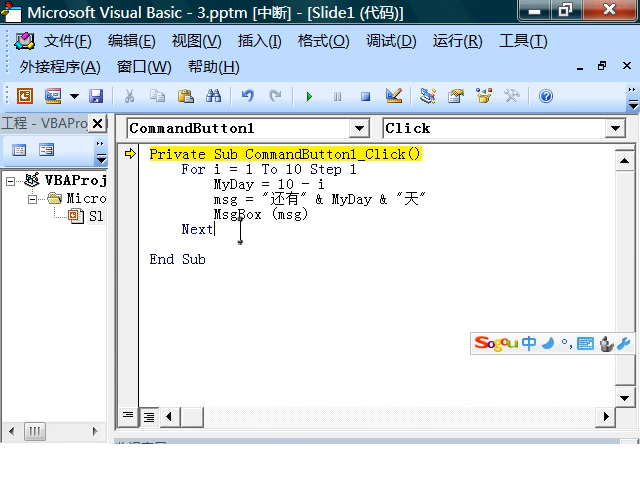 Microsoft Visual Basic - 3.pptm [中断] - [Slide1 (代码)]
文件(F) 编辑(E) 视图(V) 插入(I) 格式(O) 调试(D) 运行(R) 工具(T)
外接程序(A) 窗口(W) 帮助(H)
工程 - VBAProj
CommandButton1 Click
VBAProj
Micro
Sl
Private Sub CommandButton1_Click()
For i = 1 To 10 Step 1
MyDay = 10 - i
msg = "还有" & MyDay & "天"
MsgBox (msg)
Next
End Sub
Sogou 中